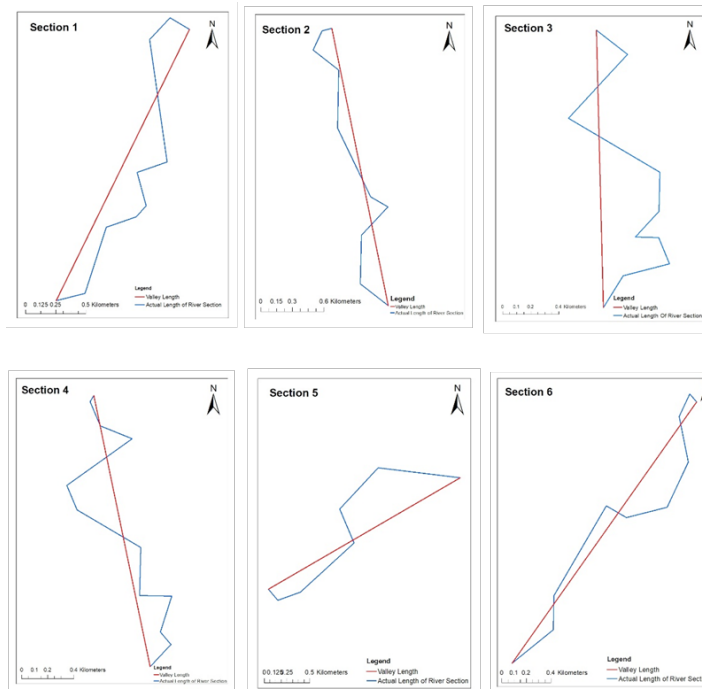 Section 1
N
Legend
Valley Length
Actual Length of River Section
0 0.125 0.25 0.5 Kilometers
Section 2
N
Legend
Valley Length
Actual Length of River Section
0 0.15 0.3 0.6 Kilometers
Section 3
N
Legend
Valley Length
Actual Length Of River Section
0 0.1 0.2 0.4 Kilometers
Section 4
N
Legend
Valley Length
Actual Length of River Section
0 0.1 0.2 0.4 Kilometers
Section 5
N
Legend
Valley Length
Actual Length of River Section
0 0.125 0.25 0.5 Kilometers
Section 6
Legend
Valley Length
Actual Length of River Section
0 0.1 0.2 0.4 Kilometers